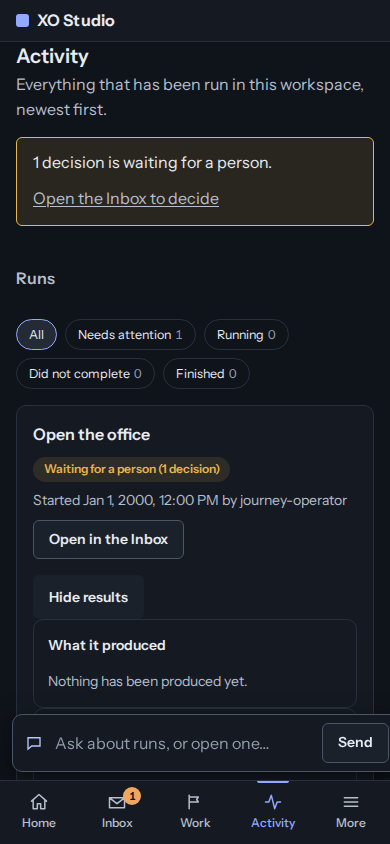 XO Studio
Activity
Everything that has been run in this workspace,
newest first.
1 decision is waiting for a person.
Open the Inbox to decide
Runs
All
Needs attention 1
Running 0
Did not complete 0
Finished 0
Open the office
Waiting for a person (1 decision)
Started Jan 1, 2000, 12:00 PM by journey-operator
Open in the Inbox
Hide results
What it produced
Nothing has been produced yet.
Ask about runs, or open one...
Send
1
Home
Inbox
Work
Activity
More